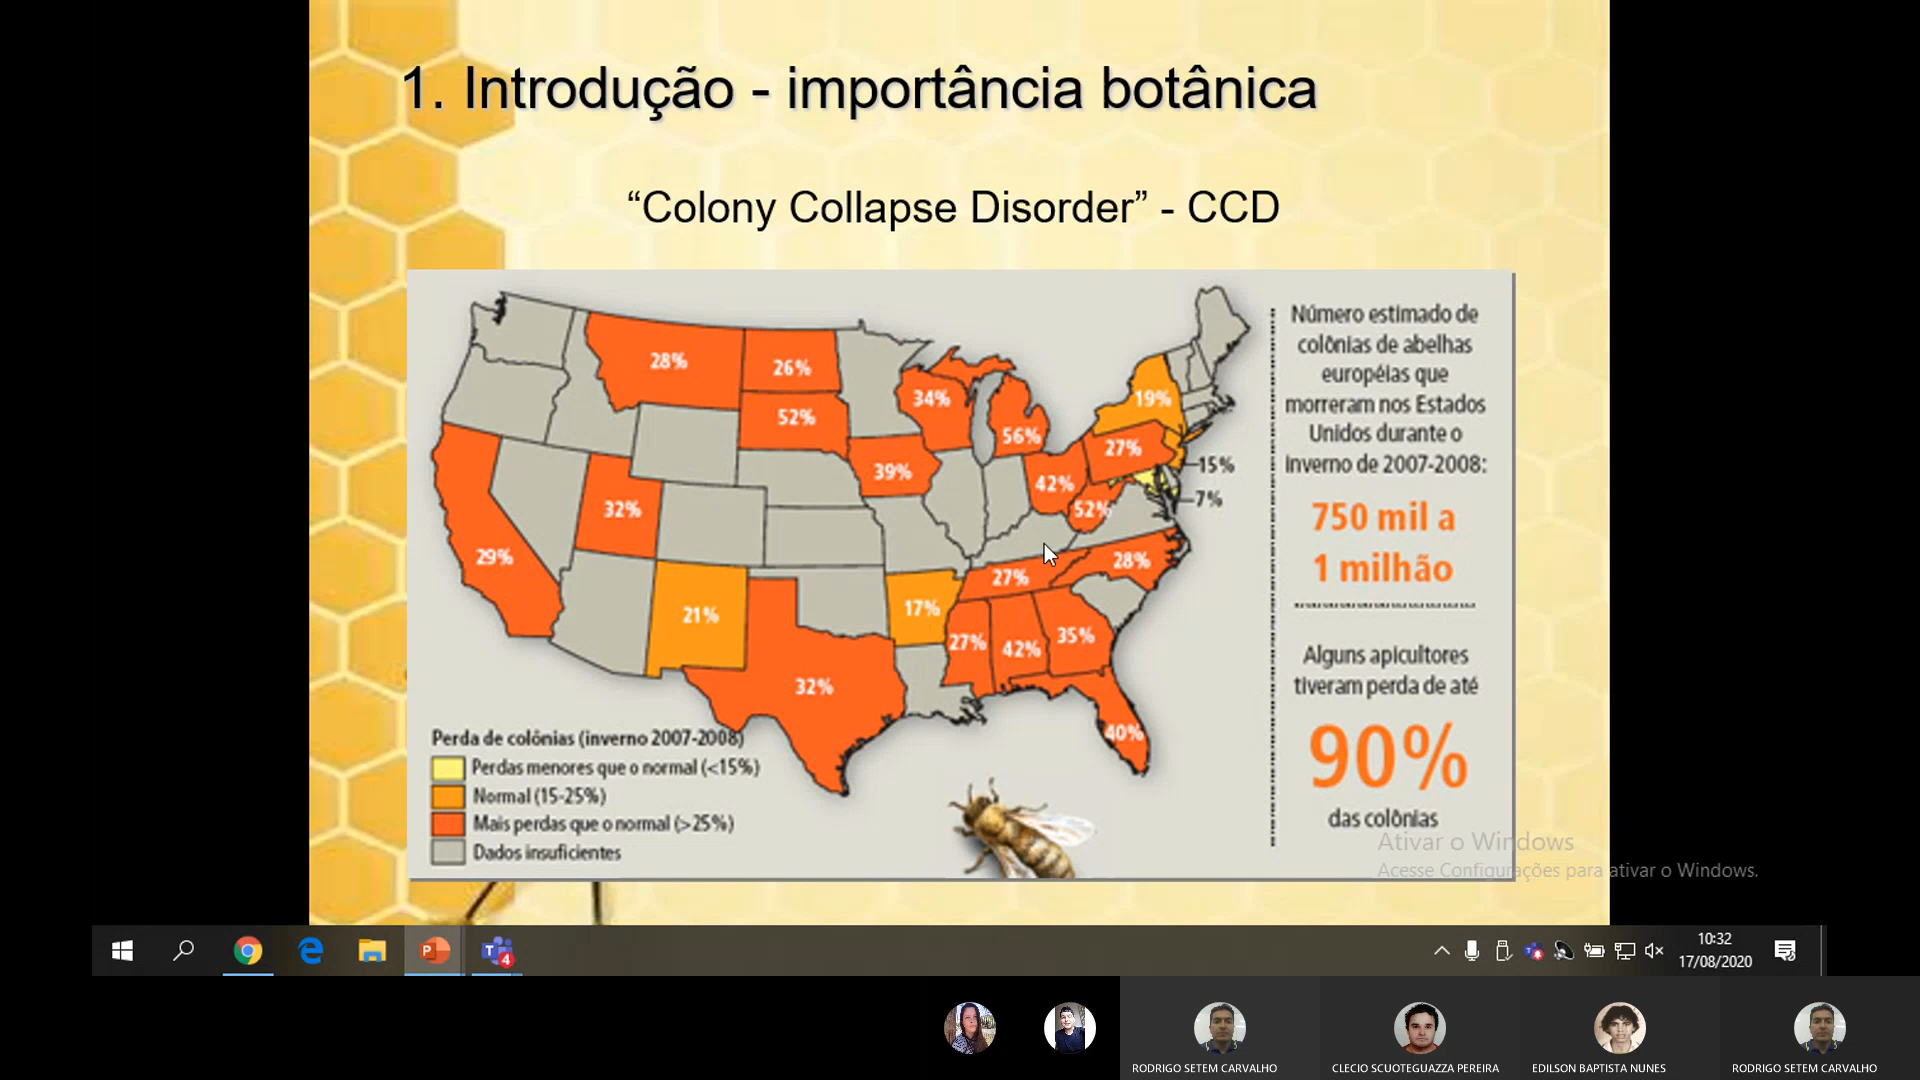 1. Introdução - importância botânica
“Colony Collapse Disorder” - CCD
28%
26%
52%
34%
56%
19%
27%
15%
7%
39%
42%
52%
32%
29%
21%
17%
27%
28%
27%
42%
35%
32%
40%
Perda de colônias (inverno 2007-2008)
Perdas menores que o normal (<15%)
Normal (15-25%)
Mais perdas que o normal (>25%)
Dados insuficientes
Número estimado de
colônias de abelhas
européias que
morreram nos Estados
Unidos durante o
inverno de 2007-2008:
750 mil a
1 milhão
Alguns apicultores
tiveram perda de até
90%
das colônias
Ativar o Windows
Acesse Configurações para ativar o Windows.
P
T
4
10:32
17/08/2020
RODRIGO SETEM CARVALHO
CLECIO SCUOTEGUAZZA PEREIRA
EDILSON BAPTISTA NUNES
RODRIGO SETEM CARVALHO